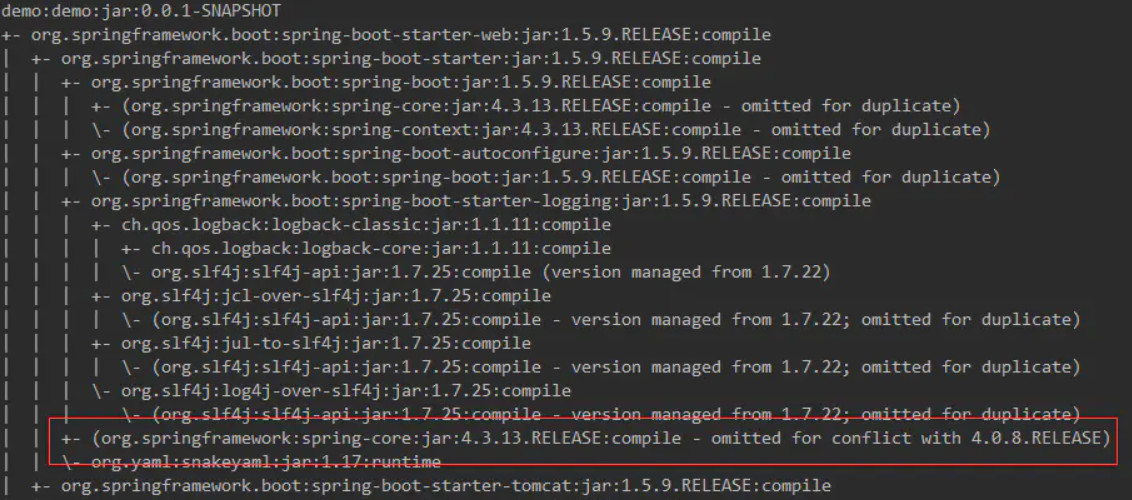 demo:demo:jar:0.0.1-SNAPSHOT
+- org.springframework.boot:spring-boot-starter-web:jar:1.5.9.RELEASE:compile
|  +- org.springframework.boot:spring-boot-starter:jar:1.5.9.RELEASE:compile
|  |  +- org.springframework.boot:spring-boot:jar:1.5.9.RELEASE:compile
|  |  |  +- (org.springframework:spring-core:jar:4.3.13.RELEASE:compile - omitted for duplicate)
|  |  |  \- (org.springframework:spring-context:jar:4.3.13.RELEASE:compile - omitted for duplicate)
|  |  +- org.springframework.boot:spring-boot-autoconfigure:jar:1.5.9.RELEASE:compile
|  |  |  \- (org.springframework.boot:spring-boot:jar:1.5.9.RELEASE:compile - omitted for duplicate)
|  |  +- org.springframework.boot:spring-boot-starter-logging:jar:1.5.9.RELEASE:compile
|  |  |  +- ch.qos.logback:logback-classic:jar:1.1.11:compile
|  |  |  |  +- ch.qos.logback:logback-core:jar:1.1.11:compile
|  |  |  |  \- org.slf4j:slf4j-api:jar:1.7.25:compile (version managed from 1.7.22)
|  |  |  +- org.slf4j:jcl-over-slf4j:jar:1.7.25:compile
|  |  |  |  \- (org.slf4j:slf4j-api:jar:1.7.25:compile - version managed from 1.7.22; omitted for duplicate)
|  |  |  +- org.slf4j:jul-to-slf4j:jar:1.7.25:compile
|  |  |  |  \- (org.slf4j:slf4j-api:jar:1.7.25:compile - version managed from 1.7.22; omitted for duplicate)
|  |  |  \- org.slf4j:log4j-over-slf4j:jar:1.7.25:compile
|  |  |     \- (org.slf4j:slf4j-api:jar:1.7.25:compile - version managed from 1.7.22; omitted for duplicate)
|  |  +- (org.springframework:spring-core:jar:4.3.13.RELEASE:compile - omitted for conflict with 4.0.8.RELEASE)
|  |  \- org.yaml:snakeyaml:jar:1.17:runtime
|  +- org.springframework.boot:spring-boot-starter-tomcat:jar:1.5.9.RELEASE:compile